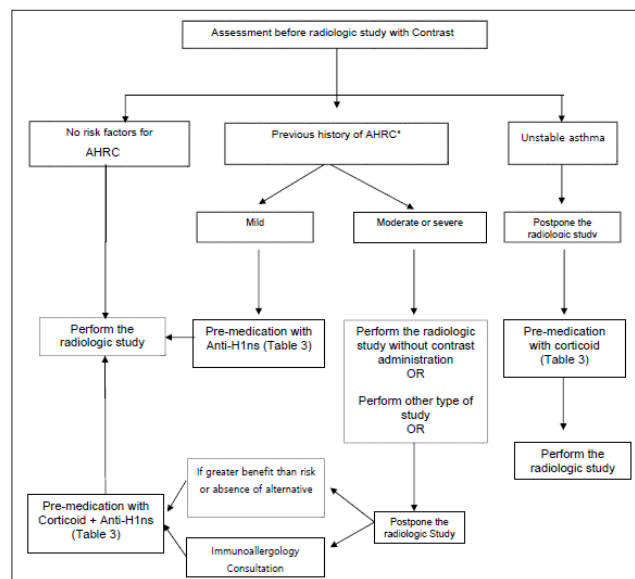 Assessment before radiologic study with Contrast
No risk factors for
AHRC
Previous history of AHRC*
Unstable asthma
Mild
Moderate or severe
Postpone the
radiologic study
Perform the
radiologic study
Pre-medication with
Anti-H1ns (Table 3)
Perform the radiologic
study without contrast
administration
OR
Perform other type of
study
OR
Pre-medication
with corticoid
(Table 3)
Perform the
radiologic study
If greater benefit than risk
or absence of alternative
Pre-medication with
Corticoid + Anti-H1ns
(Table 3)
Postpone the
radiologic Study
Immunoallergology
Consultation